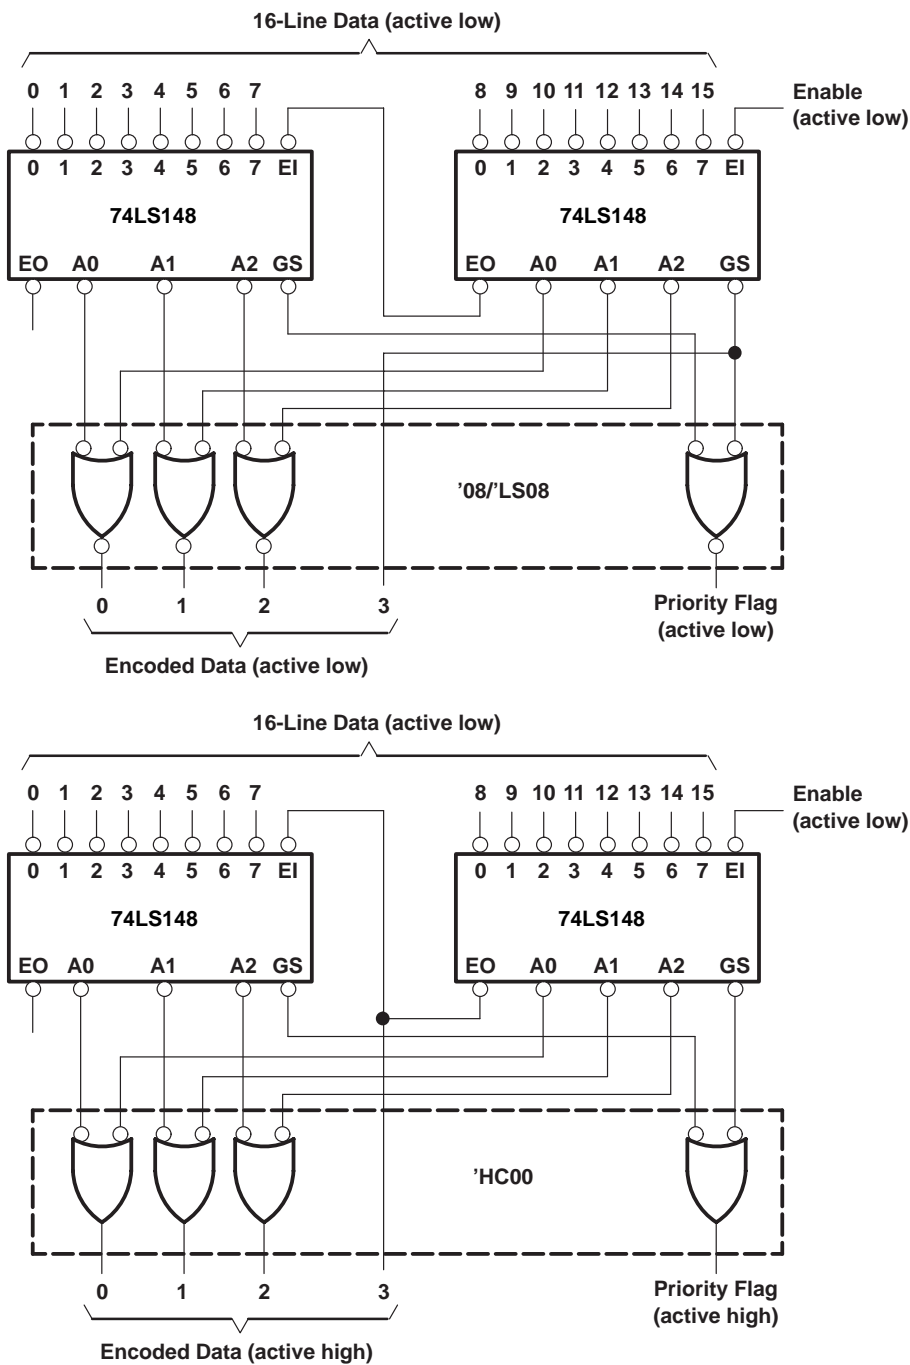 16-Line Data (active low)
0 1 2 3 4 5 6 7
8 9 10 11 12 13 14 15
Enable
(active low)
0 1 2 3 4 5 6 7 EI
0 1 2 3 4 5 6 7 EI
74LS148
74LS148
EO A0 A1 A2 GS
EO A0 A1 A2 GS
’08/’LS08
0 1 2 3
Priority Flag
(active low)
Encoded Data (active low)
16-Line Data (active low)
0 1 2 3 4 5 6 7
8 9 10 11 12 13 14 15
Enable
(active low)
0 1 2 3 4 5 6 7 EI
0 1 2 3 4 5 6 7 EI
74LS148
74LS148
EO A0 A1 A2 GS
EO A0 A1 A2 GS
’HC00
0 1 2 3
Priority Flag
(active high)
Encoded Data (active high)